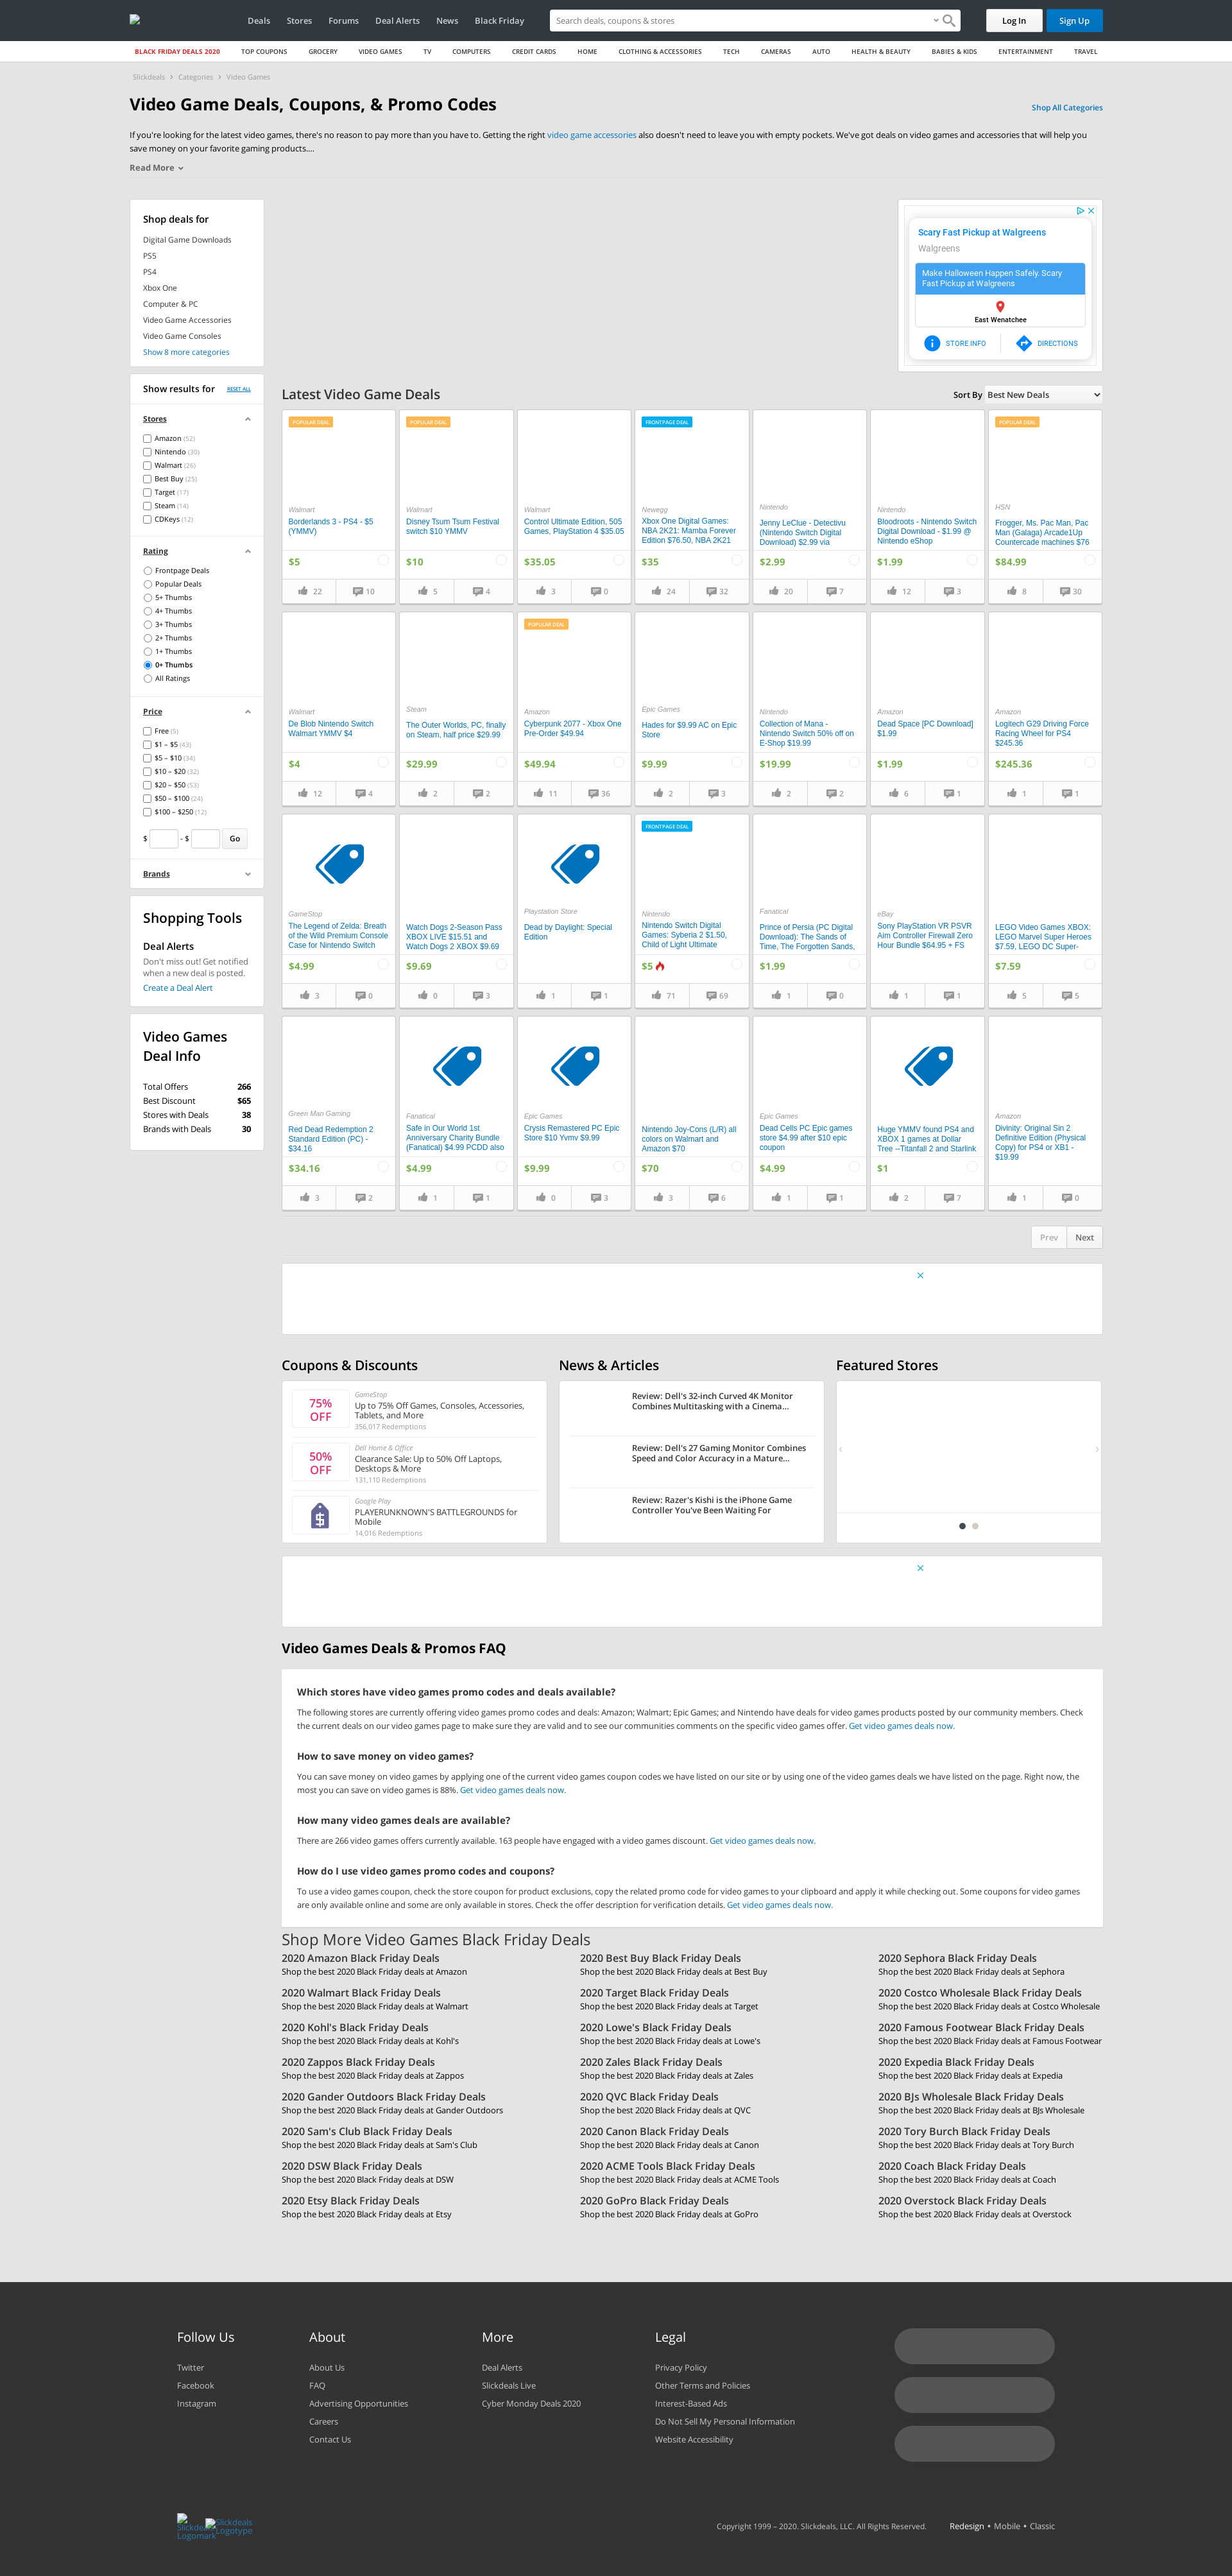 Deals Stores Forums Deal Alerts News Black Friday Search deals, coupons & stores Log In Sign Up
BLACK FRIDAY DEALS 2020 TOP COUPONS GROCERY VIDEO GAMES TV COMPUTERS CREDIT CARDS HOME CLOTHING & ACCESSORIES TECH CAMERAS AUTO HEALTH & BEAUTY BABIES & KIDS ENTERTAINMENT TRAVEL
Slickdeals Categories Video Games
Video Game Deals, Coupons, & Promo Codes
Shop All Categories
If you're looking for the latest video games, there's no reason to pay more than you have to. Getting the right video game accessories also doesn't need to leave you with empty pockets. We've got deals on video games and accessories that will help you
save money on your favorite gaming products....
Read More
Shop deals for
Digital Game Downloads
PS5
PS4
Xbox One
Computer & PC
Video Game Accessories
Video Game Consoles
Show 8 more categories
Show results for RESET ALL
Stores
Amazon (52)
Nintendo (30)
Walmart (26)
Best Buy (25)
Target (17)
Steam (14)
CDKeys (12)
Rating
Frontpage Deals
Popular Deals
5+ Thumbs
4+ Thumbs
3+ Thumbs
2+ Thumbs
1+ Thumbs
0+ Thumbs
All Ratings
Price
Free (5)
$1 – $5 (43)
$5 – $10 (34)
$10 – $20 (32)
$20 – $50 (53)
$50 – $100 (24)
$100 – $250 (12)
$ - $ Go
Brands
Shopping Tools
Deal Alerts
Don't miss out! Get notified
when a new deal is posted.
Create a Deal Alert
Video Games
Deal Info
Total Offers 266
Best Discount $65
Stores with Deals 38
Brands with Deals 30
Scary Fast Pickup at Walgreens
Walgreens
Make Halloween Happen Safely. Scary
Fast Pickup at Walgreens
East Wenatchee
STORE INFO DIRECTIONS
Latest Video Game Deals
Sort By Best New Deals
POPULAR DEAL
Walmart
Borderlands 3 - PS4 - $5
(YMMV)
$5
22 10
POPULAR DEAL
Walmart
Disney Tsum Tsum Festival
switch $10 YMMV
$10
5 4
Walmart
Control Ultimate Edition, 505
Games, PlayStation 4 $35.05
$35.05
3 0
FRONTPAGE DEAL
Newegg
Xbox One Digital Games:
NBA 2K21: Mamba Forever
Edition $76.50, NBA 2K21
$35
24 32
Nintendo
Jenny LeClue - Detectivu
(Nintendo Switch Digital
Download) $2.99 via
$2.99
20 7
Nintendo
Bloodroots - Nintendo Switch
Digital Download - $1.99 @
Nintendo eShop
$1.99
12 3
POPULAR DEAL
HSN
Frogger, Ms. Pac Man, Pac
Man (Galaga) Arcade1Up
Countercade machines $76
$84.99
8 30
Walmart
De Blob Nintendo Switch
Walmart YMMV $4
$4
12 4
Steam
The Outer Worlds, PC, finally
on Steam, half price $29.99
$29.99
2 2
POPULAR DEAL
Amazon
Cyberpunk 2077 - Xbox One
Pre-Order $49.94
$49.94
11 36
Epic Games
Hades for $9.99 AC on Epic
Store
$9.99
2 3
Nintendo
Collection of Mana -
Nintendo Switch 50% off on
E-Shop $19.99
$19.99
2 2
Amazon
Dead Space [PC Download]
$1.99
$1.99
6 1
Amazon
Logitech G29 Driving Force
Racing Wheel for PS4
$245.36
$245.36
1 1
GameStop
The Legend of Zelda: Breath
of the Wild Premium Console
Case for Nintendo Switch
$4.99
3 0
Watch Dogs 2-Season Pass
XBOX LIVE $15.51 and
Watch Dogs 2 XBOX $9.69
$9.69
0 3
Playstation Store
Dead by Daylight: Special
Edition
1 1
FRONTPAGE DEAL
Nintendo
Nintendo Switch Digital
Games: Syberia 2 $1.50,
Child of Light Ultimate
$5
71 69
Fanatical
Prince of Persia (PC Digital
Download): The Sands of
Time, The Forgotten Sands,
$1.99
1 0
eBay
Sony PlayStation VR PSVR
Aim Controller Firewall Zero
Hour Bundle $64.95 + FS
1 1
LEGO Video Games XBOX:
LEGO Marvel Super Heroes
$7.59, LEGO DC Super-
$7.59
5 5
Green Man Gaming
Red Dead Redemption 2
Standard Edition (PC) -
$34.16
$34.16
3 2
Fanatical
Safe in Our World 1st
Anniversary Charity Bundle
(Fanatical) $4.99 PCDD also
$4.99
1 1
Epic Games
Crysis Remastered PC Epic
Store $10 Yvmv $9.99
$9.99
0 3
Nintendo Joy-Cons (L/R) all
colors on Walmart and
Amazon $70
$70
3 6
Epic Games
Dead Cells PC Epic games
store $4.99 after $10 epic
coupon
$4.99
1 1
Huge YMMV found PS4 and
XBOX 1 games at Dollar
Tree --Titanfall 2 and Starlink
$1
2 7
Amazon
Divinity: Original Sin 2
Definitive Edition (Physical
Copy) for PS4 or XB1 -
$19.99
1 0
Prev Next
Coupons & Discounts
75%
OFF
GameStop
Up to 75% Off Games, Consoles, Accessories,
Tablets, and More
356,017 Redemptions
50%
OFF
Dell Home & Office
Clearance Sale: Up to 50% Off Laptops,
Desktops & More
131,110 Redemptions
Google Play
PLAYERUNKNOWN'S BATTLEGROUNDS for
Mobile
14,016 Redemptions
News & Articles
Review: Dell's 32-inch Curved 4K Monitor
Combines Multitasking with a Cinema...
Review: Dell's 27 Gaming Monitor Combines
Speed and Color Accuracy in a Mature...
Review: Razer's Kishi is the iPhone Game
Controller You've Been Waiting For
Featured Stores
Video Games Deals & Promos FAQ
Which stores have video games promo codes and deals available?
The following stores are currently offering video games promo codes and deals: Amazon; Walmart; Epic Games; and Nintendo have deals for video games products posted by our community members. Check
the current deals on our video games page to make sure they are valid and to see our communities comments on the specific video games offer. Get video games deals now.
How to save money on video games?
You can save money on video games by applying one of the current video games coupon codes we have listed on our site or by using one of the video games deals we have listed on the page. Right now, the
most you can save on video games is 88%. Get video games deals now.
How many video games deals are available?
There are 266 video games offers currently available. 163 people have engaged with a video games discount. Get video games deals now.
How do I use video games promo codes and coupons?
To use a video games coupon, check the store coupon for product exclusions, copy the related promo code for video games to your clipboard and apply it while checking out. Some coupons for video games
are only available online and some are only available in stores. Check the offer description for verification details. Get video games deals now.
Shop More Video Games Black Friday Deals
2020 Amazon Black Friday Deals
Shop the best 2020 Black Friday deals at Amazon
2020 Best Buy Black Friday Deals
Shop the best 2020 Black Friday deals at Best Buy
2020 Sephora Black Friday Deals
Shop the best 2020 Black Friday deals at Sephora
2020 Walmart Black Friday Deals
Shop the best 2020 Black Friday deals at Walmart
2020 Target Black Friday Deals
Shop the best 2020 Black Friday deals at Target
2020 Costco Wholesale Black Friday Deals
Shop the best 2020 Black Friday deals at Costco Wholesale
2020 Kohl's Black Friday Deals
Shop the best 2020 Black Friday deals at Kohl's
2020 Lowe's Black Friday Deals
Shop the best 2020 Black Friday deals at Lowe's
2020 Famous Footwear Black Friday Deals
Shop the best 2020 Black Friday deals at Famous Footwear
2020 Zappos Black Friday Deals
Shop the best 2020 Black Friday deals at Zappos
2020 Zales Black Friday Deals
Shop the best 2020 Black Friday deals at Zales
2020 Expedia Black Friday Deals
Shop the best 2020 Black Friday deals at Expedia
2020 Gander Outdoors Black Friday Deals
Shop the best 2020 Black Friday deals at Gander Outdoors
2020 QVC Black Friday Deals
Shop the best 2020 Black Friday deals at QVC
2020 BJs Wholesale Black Friday Deals
Shop the best 2020 Black Friday deals at BJs Wholesale
2020 Sam's Club Black Friday Deals
Shop the best 2020 Black Friday deals at Sam's Club
2020 Canon Black Friday Deals
Shop the best 2020 Black Friday deals at Canon
2020 Tory Burch Black Friday Deals
Shop the best 2020 Black Friday deals at Tory Burch
2020 DSW Black Friday Deals
Shop the best 2020 Black Friday deals at DSW
2020 ACME Tools Black Friday Deals
Shop the best 2020 Black Friday deals at ACME Tools
2020 Coach Black Friday Deals
Shop the best 2020 Black Friday deals at Coach
2020 Etsy Black Friday Deals
Shop the best 2020 Black Friday deals at Etsy
2020 GoPro Black Friday Deals
Shop the best 2020 Black Friday deals at GoPro
2020 Overstock Black Friday Deals
Shop the best 2020 Black Friday deals at Overstock
Follow Us
Twitter
Facebook
Instagram
About
About Us
FAQ
Advertising Opportunities
Careers
Contact Us
More
Deal Alerts
Slickdeals Live
Cyber Monday Deals 2020
Legal
Privacy Policy
Other Terms and Policies
Interest-Based Ads
Do Not Sell My Personal Information
Website Accessibility
Slickdeals
Logomark
Slickdeals
Logotype
Copyright 1999 – 2020. Slickdeals, LLC. All Rights Reserved. Redesign • Mobile • Classic